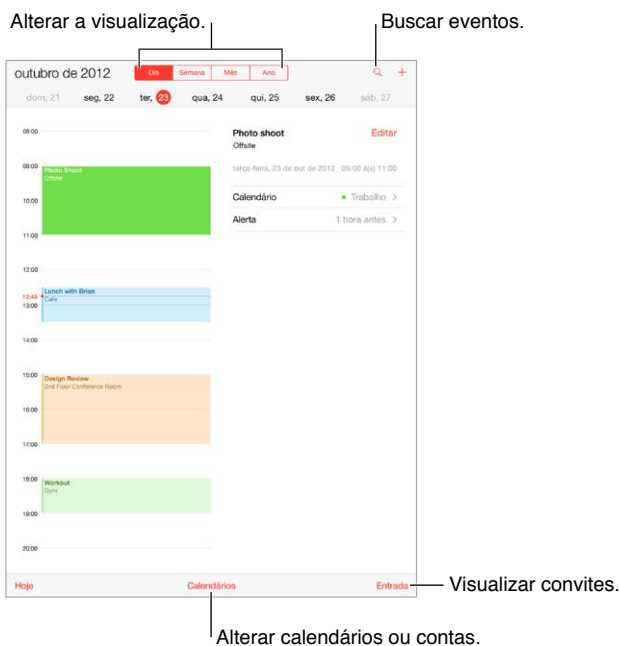 Alterar a visualização.
Buscar eventos.
outubro de 2012
Dia Semana Mês Ano
dom, 21 seg, 22 ter, 23 qua, 24 qui, 25 sex, 26 sáb, 27
08:00
Photo shoot Editar
Offsite
09:00
Photo Shoot
Offsite
terça-feira, 23 de out de 2012 09:00 à(s) 11:00
10:00
Calendário Trabalho
Alerta 1 hora antes
11:00
12:00
Lunch with Brian
12:45 Cafe
13:00
14:00
15:00
Design Review
2nd Floor Conference Room
16:00
17:00
18:00
Workout
Gym
19:00
20:00
Hoje Calendários Entrada
Visualizar convites.
Alterar calendários ou contas.